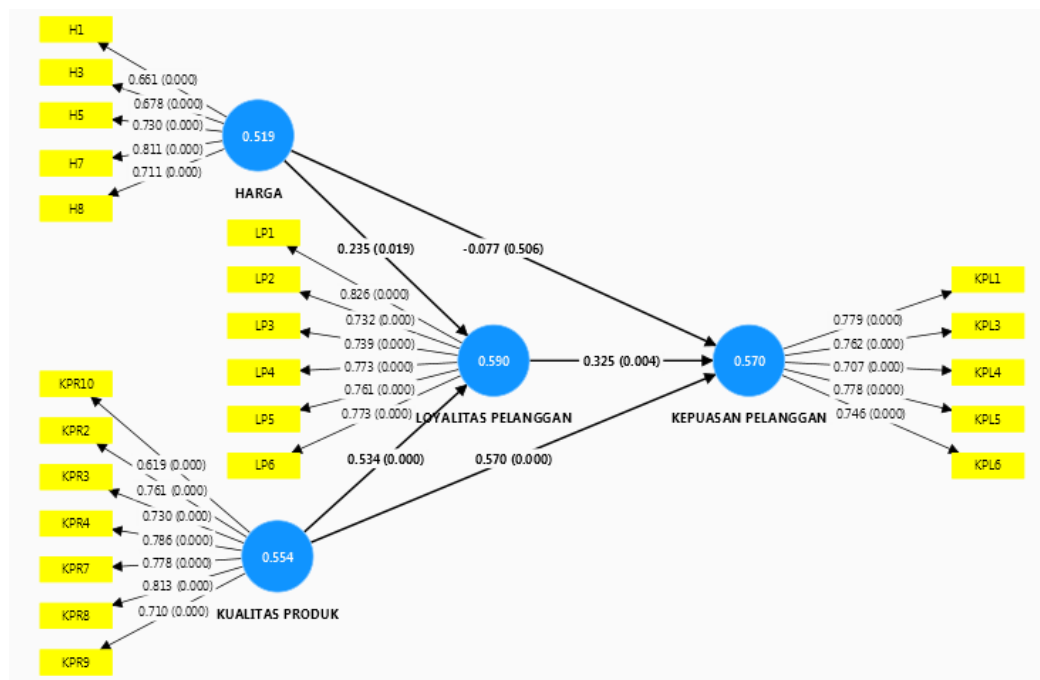 H1
H3
H5
H7
H8
0.661 (0.000)
0.678 (0.000)
0.730 (0.000)
0.811 (0.000)
0.711 (0.000)
0.519
HARGA
LP1
LP2
LP3
LP4
LP5
LP6
0.826 (0.000)
0.732 (0.000)
0.739 (0.000)
0.773 (0.000)
0.761 (0.000)
0.773 (0.000)
0.235 (0.019)
-0.077 (0.506)
0.590
LOYALITAS PELANGGAN
0.325 (0.004)
0.570
KEPUASAN PELANGGAN
0.779 (0.000)
0.762 (0.000)
0.707 (0.000)
0.778 (0.000)
0.746 (0.000)
KPL1
KPL3
KPL4
KPL5
KPL6
KPR10
KPR2
KPR3
KPR4
KPR7
KPR8
KPR9
0.619 (0.000)
0.761 (0.000)
0.730 (0.000)
0.786 (0.000)
0.778 (0.000)
0.813 (0.000)
0.710 (0.000)
0.534 (0.000)
0.570 (0.000)
0.554
KUALITAS PRODUK